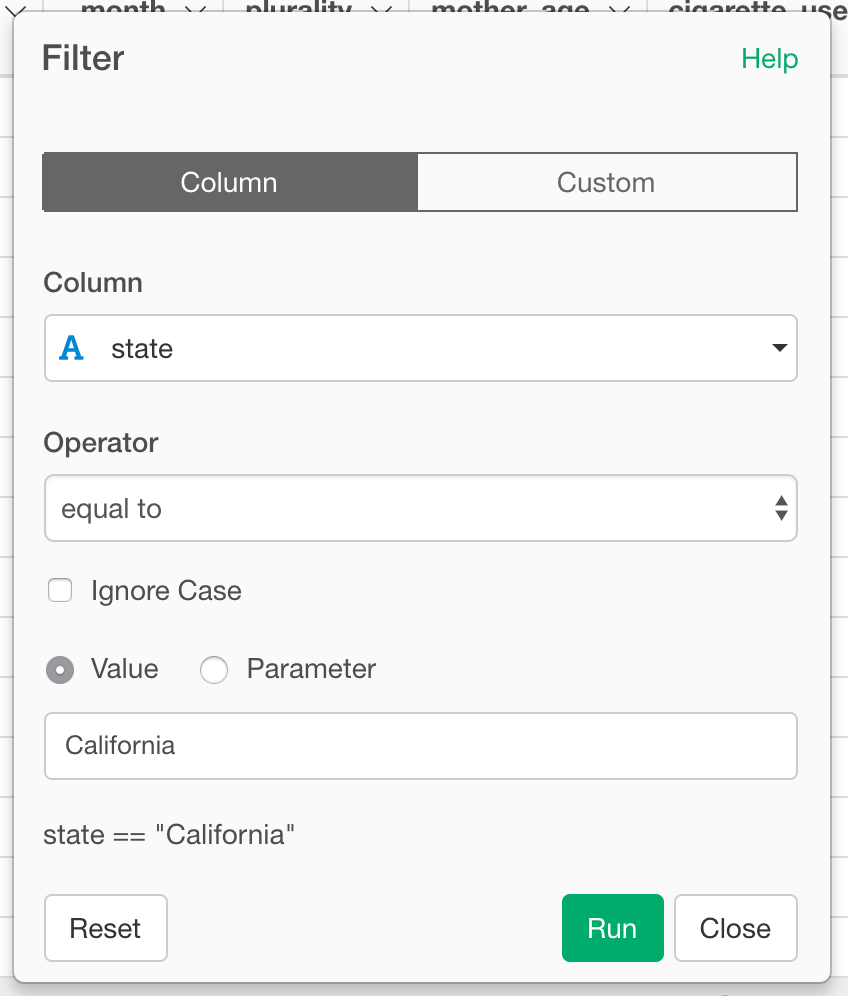 month plurality mother_age cigarette_use
Filter Help
Column Custom
Column
A state
Operator
equal to
Ignore Case
Value Parameter
California
state == "California"
Reset Run Close